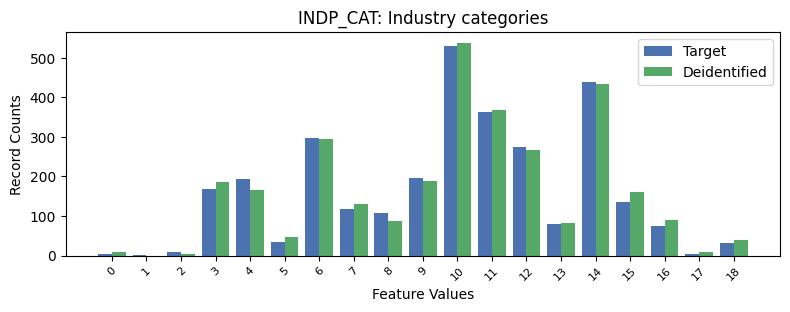 INDP_CAT: Industry categories
Target
Deidentified
500
400
300
200
100
0
Record Counts
0 1 2 3 4 5 6 7 8 9 10 11 12 13 14 15 16 17 18
Feature Values